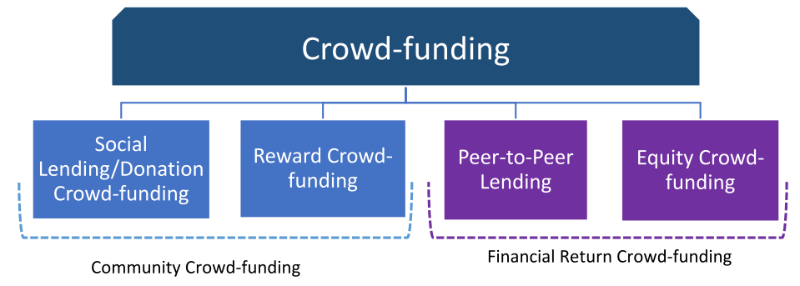 Crowd-funding
Social
Lending/Donation
Crowd-funding
Reward Crowd-
funding
Peer-to-Peer
Lending
Equity Crowd-
funding
Community Crowd-funding
Financial Return Crowd-funding